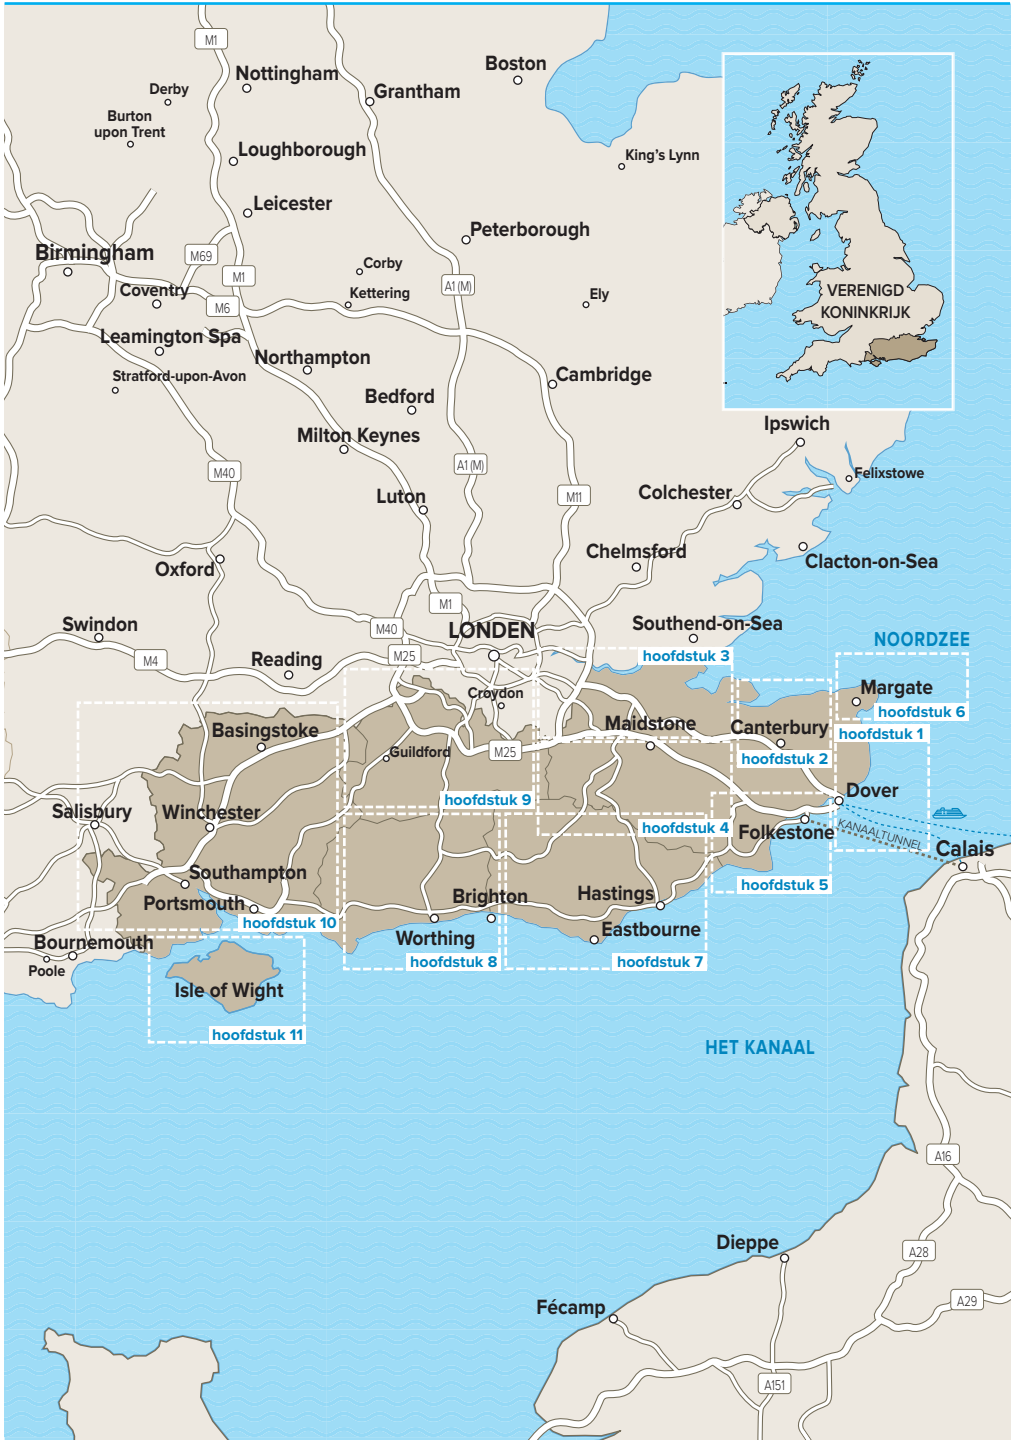 M1
Boston
Nottingham
Derby
Grantham
Burton
upon Trent
Loughborough
King's Lynn
Leicester
Peterborough
Birmingham
M69
Corby
M1
A1 (M)
Coventry
Kettering
Ely
M6
VERENIGD
KONINKRIJK
Leamington Spa
Northampton
Stratford-upon-Avon
Cambridge
Bedford
Ipswich
Milton Keynes
A1 (M)
M40
Felixstowe
Luton
Colchester
M11
Chelmsford
Oxford
Clacton-on-Sea
M1
Swindon
M40
LONDEN
Southend-on-Sea
NOORDZEE
M4
Reading
M25
hoofdstuk 3
Croydon
Margate
hoofdstuk 6
Basingstoke
Maidstone
Canterbury
hoofdstuk 1
Guildford
M25
hoofdstuk 2
Dover
hoofdstuk 9
Salisbury
Winchester
hoofdstuk 4
Folkestone
KANAALTUNNEL
Calais
Southampton
hoofdstuk 5
Portsmouth
Brighton
Hastings
hoofdstuk 10
Eastbourne
Bournemouth
Worthing
Poole
hoofdstuk 8
hoofdstuk 7
Isle of Wight
hoofdstuk 11
HET KANAAL
A16
Dieppe
A28
Fécamp
A29
A151